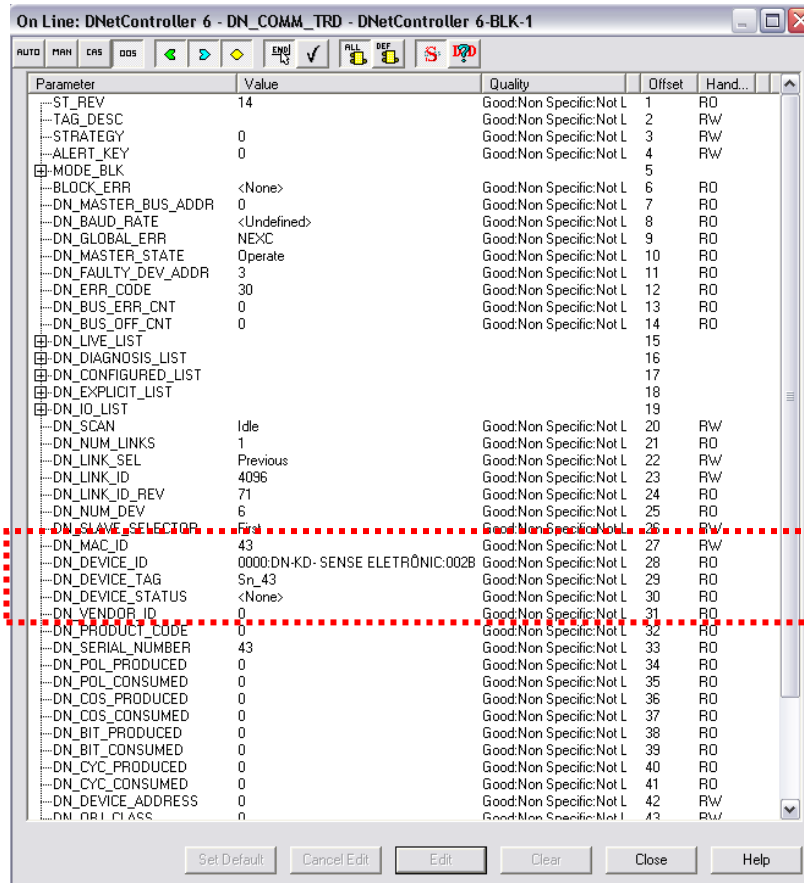 On Line: DNetController 6 - DN_COMM_TRD - DNetController 6-BLK-1
AUTO MAN CAS OOS END ALL DEF S D?D
Parameter Value Quality Offset Hand...
ST_REV 14 Good:Non Specific:Not L 1 RO
TAG_DESC Good:Non Specific:Not L 2 RW
STRATEGY 0 Good:Non Specific:Not L 3 RW
ALERT_KEY 0 Good:Non Specific:Not L 4 RW
MODE_BLK 5
BLOCK_ERR <None> Good:Non Specific:Not L 6 RO
DN_MASTER_BUS_ADDR 0 Good:Non Specific:Not L 7 RO
DN_BAUD_RATE <Undefined> Good:Non Specific:Not L 8 RO
DN_GLOBAL_ERR NEXC Good:Non Specific:Not L 9 RO
DN_MASTER_STATE Operate Good:Non Specific:Not L 10 RO
DN_FAULTY_DEV_ADDR 3 Good:Non Specific:Not L 11 RO
DN_ERR_CODE 30 Good:Non Specific:Not L 12 RO
DN_BUS_ERR_CNT 0 Good:Non Specific:Not L 13 RO
DN_BUS_OFF_CNT 0 Good:Non Specific:Not L 14 RO
DN_LIVE_LIST 15
DN_DIAGNOSIS_LIST 16
DN_CONFIGURED_LIST 17
DN_EXPLICIT_LIST 18
DN_IO_LIST 19
DN_SCAN Idle Good:Non Specific:Not L 20 RW
DN_NUM_LINKS 1 Good:Non Specific:Not L 21 RO
DN_LINK_SEL Previous Good:Non Specific:Not L 22 RW
DN_LINK_ID 4096 Good:Non Specific:Not L 23 RW
DN_LINK_ID_REV 71 Good:Non Specific:Not L 24 RO
DN_NUM_DEV 6 Good:Non Specific:Not L 25 RO
DN_SLAVE_SELECTOR First Good:Non Specific:Not L 26 RW
DN_MAC_ID 43 Good:Non Specific:Not L 27 RW
DN_DEVICE_ID 0000:DN-KD- SENSE ELETRÔNIC:002B Good:Non Specific:Not L 28 RO
DN_DEVICE_TAG Sn_43 Good:Non Specific:Not L 29 RO
DN_DEVICE_STATUS <None> Good:Non Specific:Not L 30 RO
DN_VENDOR_ID 0 Good:Non Specific:Not L 31 RO
DN_PRODUCT_CODE 0 Good:Non Specific:Not L 32 RO
DN_SERIAL_NUMBER 43 Good:Non Specific:Not L 33 RO
DN_POL_PRODUCED 0 Good:Non Specific:Not L 34 RO
DN_POL_CONSUMED 0 Good:Non Specific:Not L 35 RO
DN_COS_PRODUCED 0 Good:Non Specific:Not L 36 RO
DN_COS_CONSUMED 0 Good:Non Specific:Not L 37 RO
DN_BIT_PRODUCED 0 Good:Non Specific:Not L 38 RO
DN_BIT_CONSUMED 0 Good:Non Specific:Not L 39 RO
DN_CYC_PRODUCED 0 Good:Non Specific:Not L 40 RO
DN_CYC_CONSUMED 0 Good:Non Specific:Not L 41 RO
DN_DEVICE_ADDRESS 0 Good:Non Specific:Not L 42 RW
DN_OBJ_CLASS 0 Good:Non Specific:Not L 43 RW
Set Default Cancel Edit Edit Clear Close Help